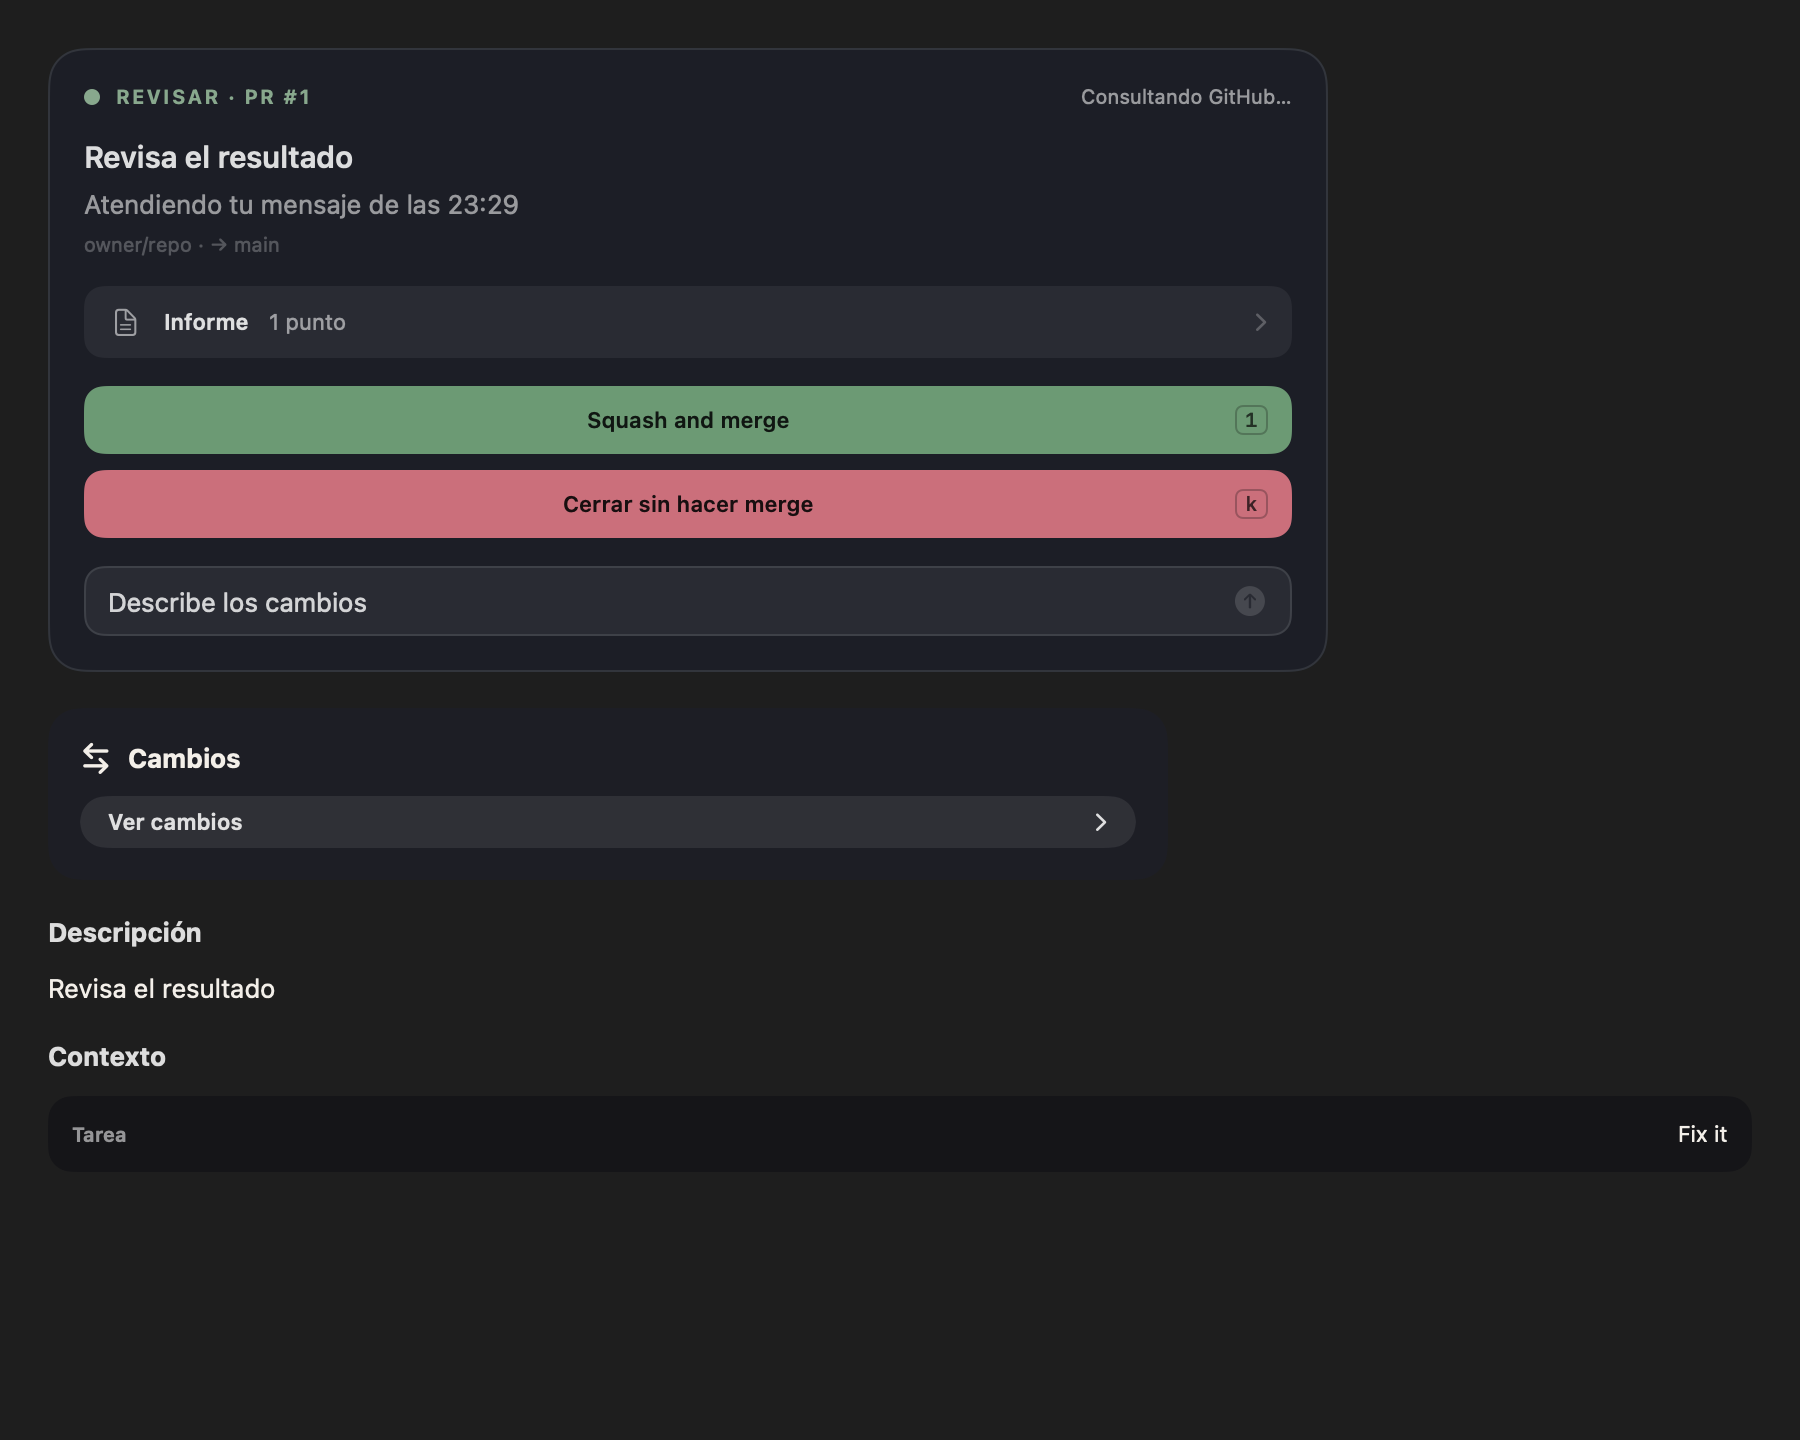 REVISAR · PR #1
Consultando GitHub...
Revisa el resultado
Atendiendo tu mensaje de las 23:29
owner/repo · → main
Informe 1 punto
Squash and merge 1
Cerrar sin hacer merge k
Describe los cambios
Cambios
Ver cambios
Descripción
Revisa el resultado
Contexto
Tarea Fix it